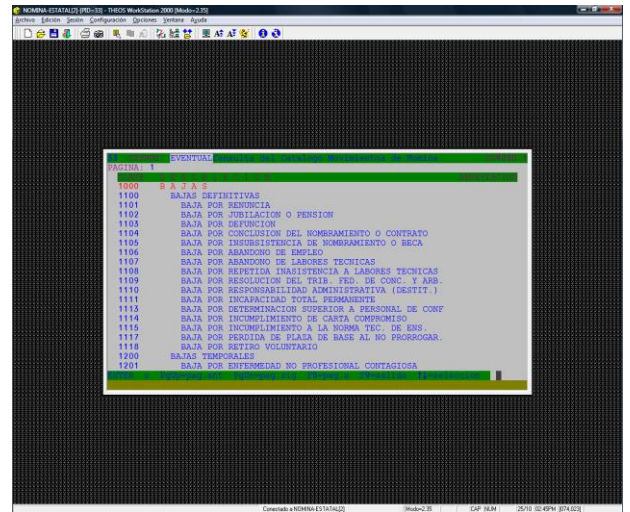 NOMINA-ESTATAL[2] (PID=33) - THEOS WorkStation 2000 [Modo=2.35]
Archivo Edición Sesión Configuración Opciones Ventana Ayuda
EVENTUAL Consulta del Catalogo Movimientos de Nomina
PAGINA: 1
1000 B A J A S
1100 BAJAS DEFINITIVAS
1101 BAJA POR RENUNCIA
1102 BAJA POR JUBILACION O PENSION
1103 BAJA POR DEFUNCION
1104 BAJA POR CONCLUSION DEL NOMBRAMIENTO O CONTRATO
1105 BAJA POR INSUBSISTENCIA DE NOMBRAMIENTO O BECA
1106 BAJA POR ABANDONO DE EMPLEO
1107 BAJA POR ABANDONO DE LABORES TECNICAS
1108 BAJA POR REPETIDA INASISTENCIA A LABORES TECNICAS
1109 BAJA POR RESOLUCION DEL TRIB. FED. DE CONC. Y ARB.
1110 BAJA POR RESPONSABILIDAD ADMINISTRATIVA (DESTIT.)
1111 BAJA POR INCAPACIDAD TOTAL PERMANENTE
1113 BAJA POR DETERMINACION SUPERIOR A PERSONAL DE CONF
1114 BAJA POR INCUMPLIMIENTO DE CARTA COMPROMISO
1115 BAJA POR INCUMPLIMIENTO A LA NORMA TEC. DE ENS.
1117 BAJA POR PERDIDA DE PLAZA DE BASE AL NO PRORROGAR.
1118 BAJA POR RETIRO VOLUNTARIO
1200 BAJAS TEMPORALES
1201 BAJA POR ENFERMEDAD NO PROFESIONAL CONTAGIOSA
Conectado a NOMINA-ESTATAL[2] Modo=2.35 CAP NUM 25/10 02:45PM [074,023]